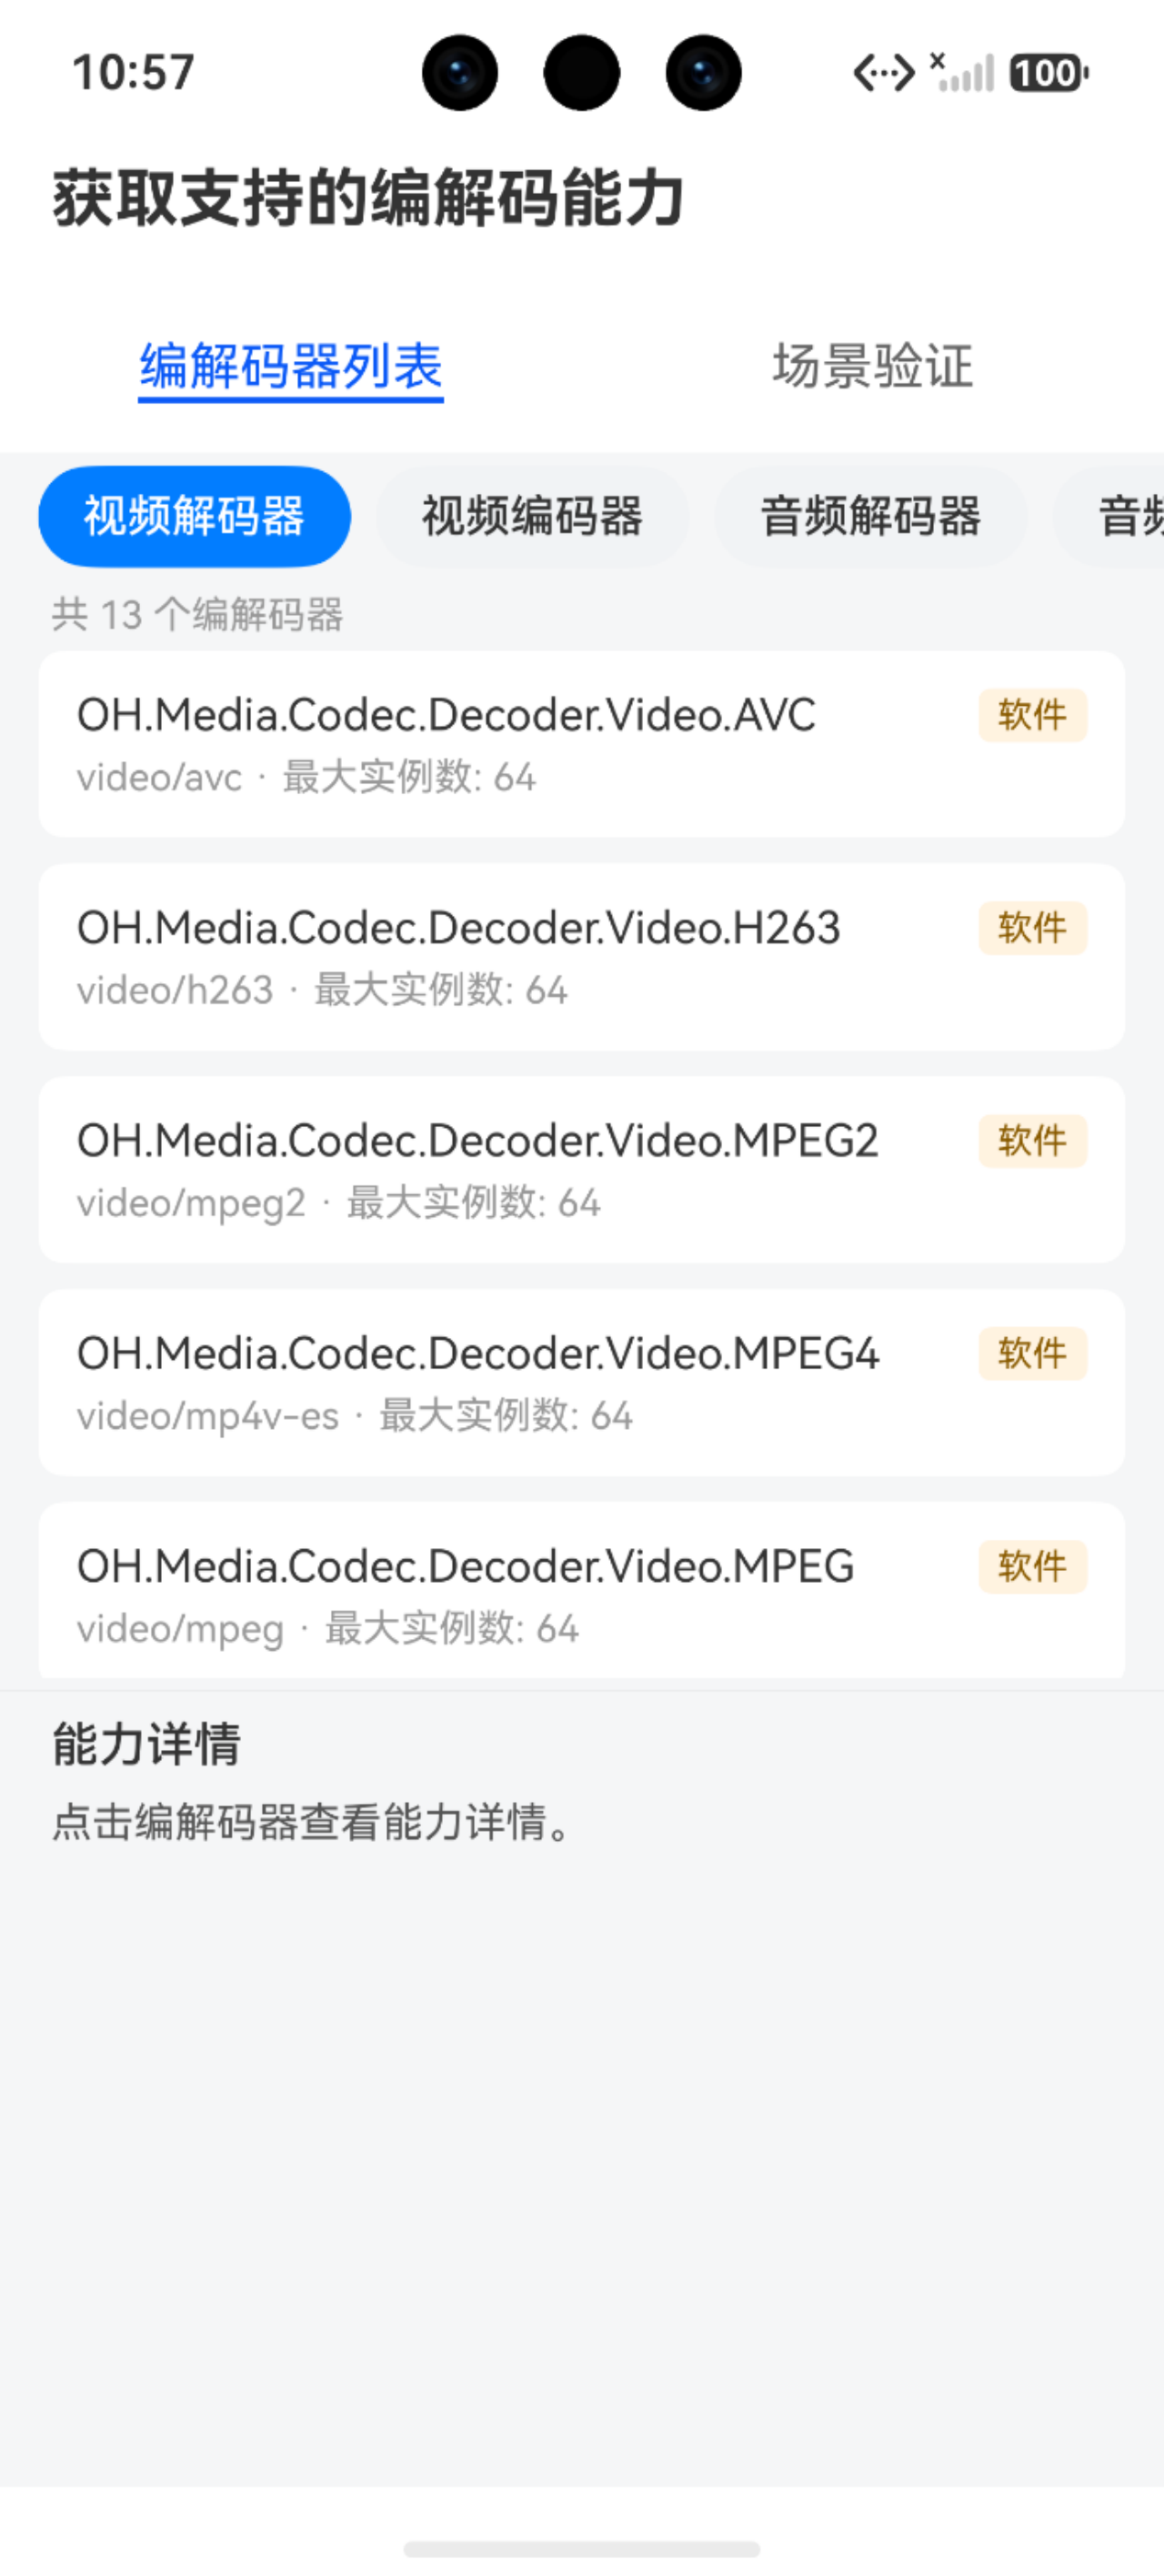 10:57
100
获取支持的编解码能力
编解码器列表
场景验证
视频解码器
视频编码器
音频解码器
音
共 13 个编解码器
OH.Media.Codec.Decoder.Video.AVC
软件
video/avc · 最大实例数: 64
OH.Media.Codec.Decoder.Video.H263
软件
video/h263 · 最大实例数: 64
OH.Media.Codec.Decoder.Video.MPEG2
软件
video/mpeg2 · 最大实例数: 64
OH.Media.Codec.Decoder.Video.MPEG4
软件
video/mp4v-es · 最大实例数: 64
OH.Media.Codec.Decoder.Video.MPEG
软件
video/mpeg · 最大实例数: 64
能力详情
点击编解码器查看能力详情。